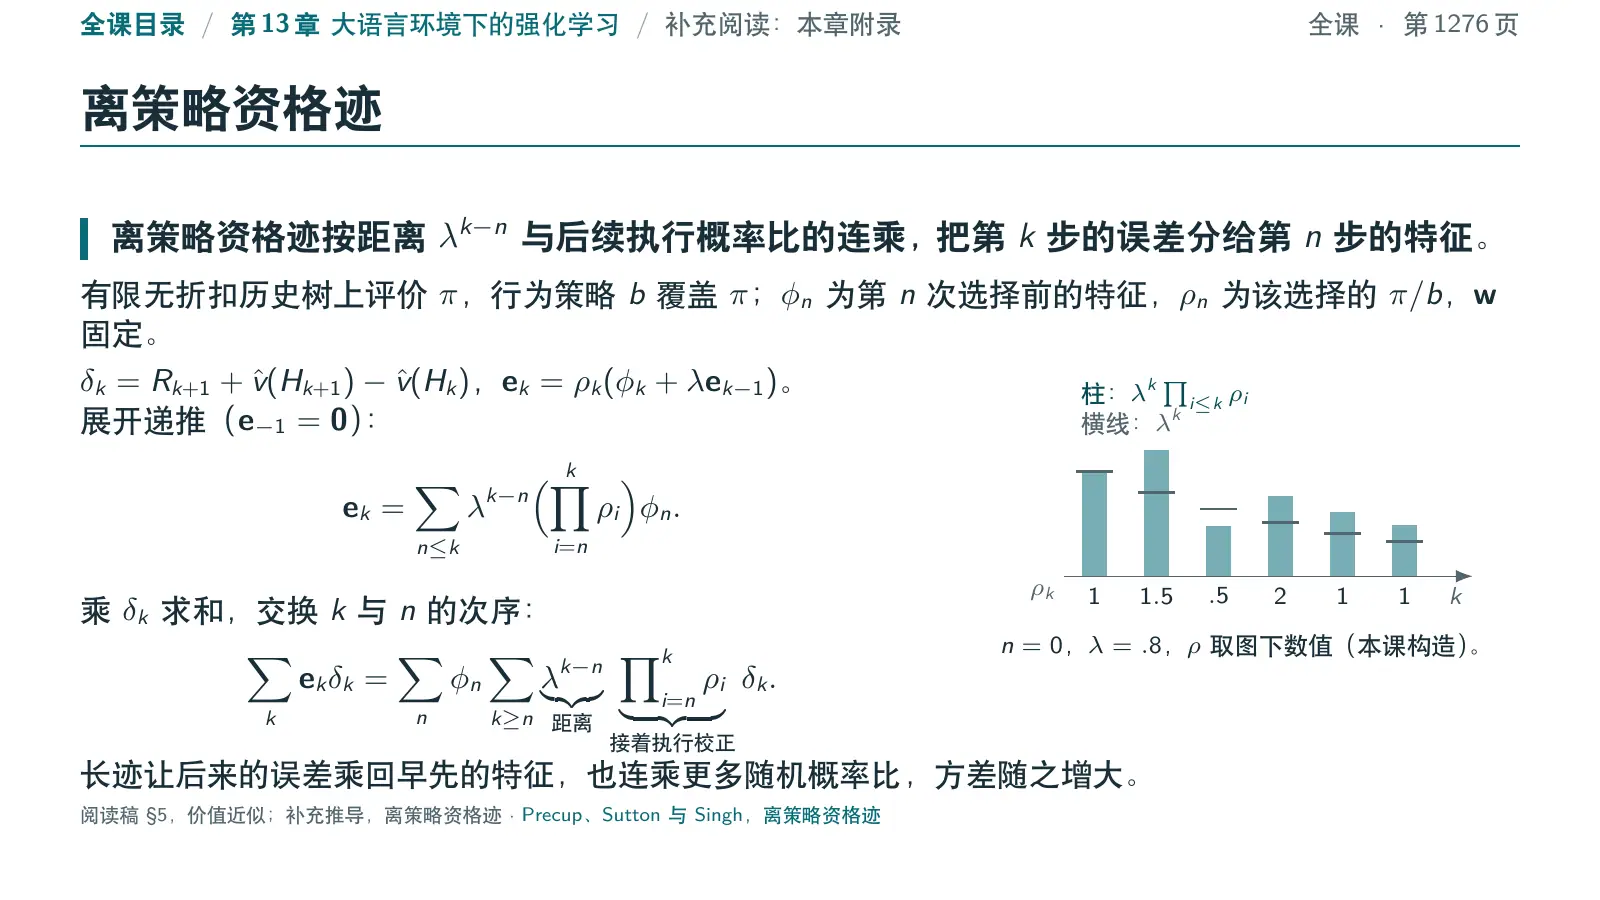 全课目录 / 第 13 章 大语言环境下的强化学习 / 补充阅读：本章附录
全课 · 第 1276 页
离策略资格迹
离策略资格迹按距离 λ^{k−n} 与后续执行概率比的连乘，把第 k 步的误差分给第 n 步的特征。
有限无折扣历史树上评价 π，行为策略 b 覆盖 π；ϕ_n 为第 n 次选择前的特征，ρ_n 为该选择的 π/b，w
固定。
δ_k = R_{k+1} + v̂(H_{k+1}) − v̂(H_k)，e_k = ρ_k(ϕ_k + λe_{k−1})。
展开递推（e_{−1} = 0）：
e_k = ∑_{n≤k} λ^{k−n} (∏_{i=n}^{k} ρ_i) ϕ_n.
乘 δ_k 求和，交换 k 与 n 的次序：
∑_k e_k δ_k = ∑_n ϕ_n ∑_{k≥n} λ^{k−n} ∏_{i=n}^{k} ρ_i δ_k.
距离
接着执行校正
柱：λ^k ∏_{i≤k} ρ_i
横线：λ^k
ρ_k 1 1.5 .5 2 1 1 k
n = 0，λ = .8，ρ 取图下数值（本课构造）。
长迹让后来的误差乘回早先的特征，也连乘更多随机概率比，方差随之增大。
阅读稿 §5，价值近似；补充推导，离策略资格迹 · Precup、Sutton 与 Singh，离策略资格迹